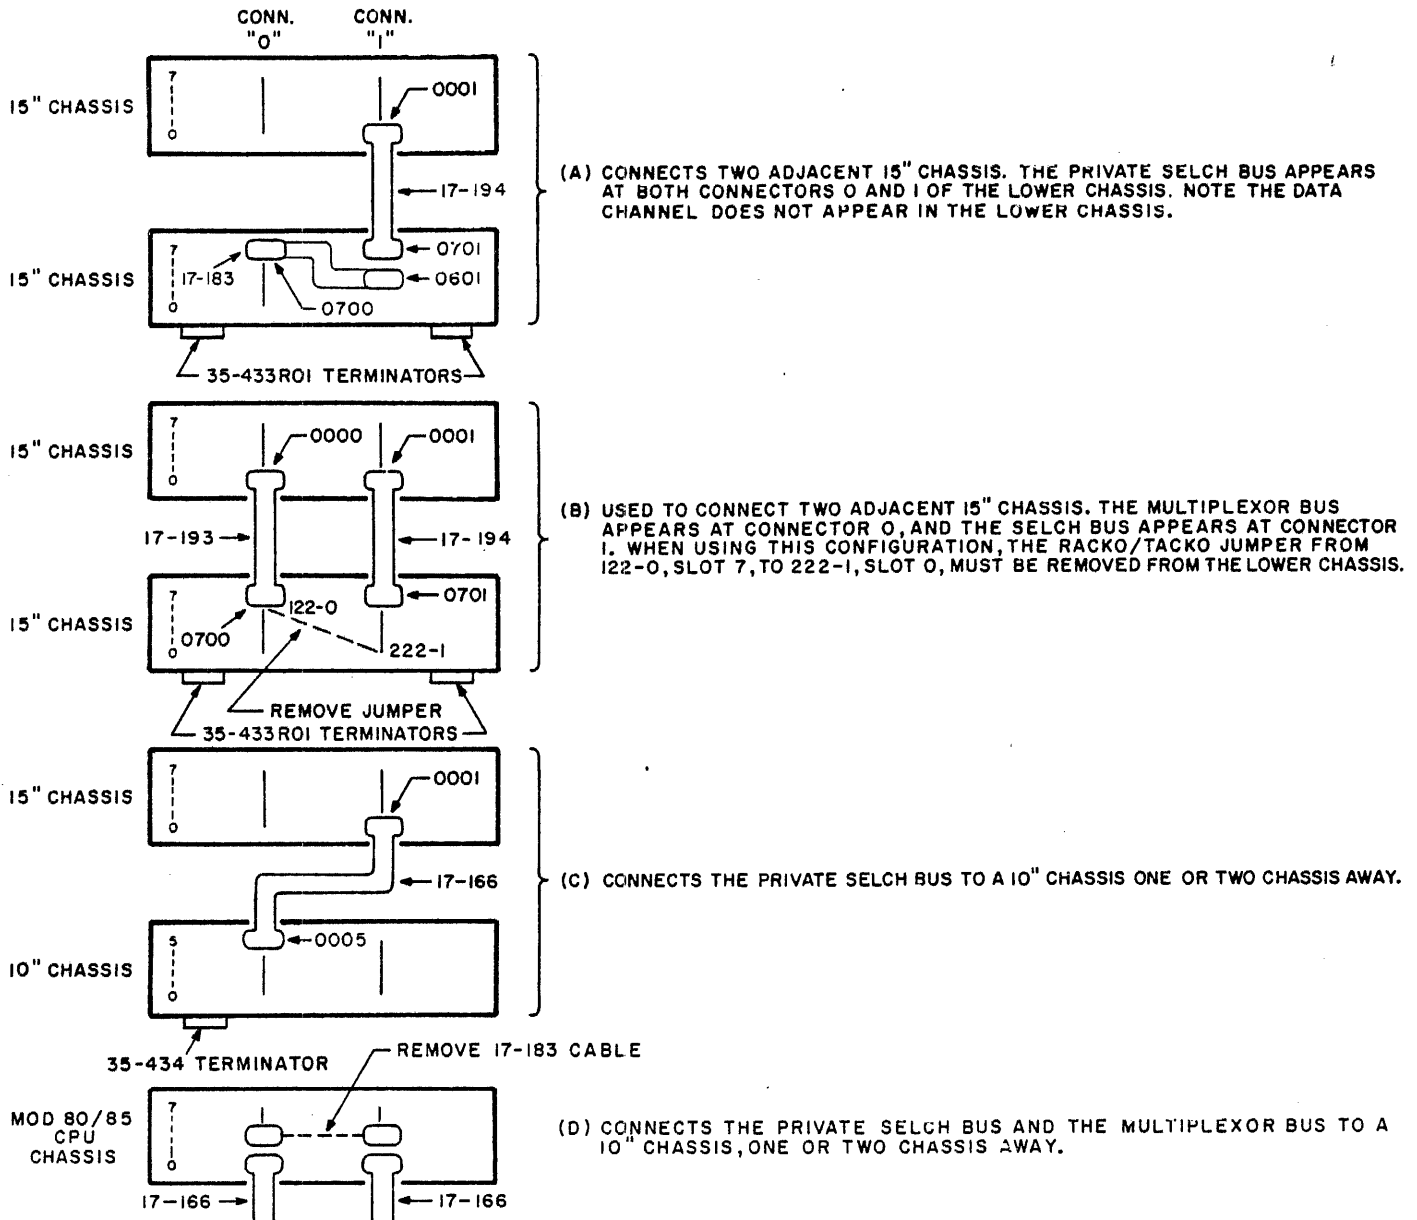 CONN. "0"
CONN. "1"
15" CHASSIS
7
0
0001
17-194
15" CHASSIS
7
0
17-183
0700
0701
0601
35-433R01 TERMINATORS
(A) CONNECTS TWO ADJACENT 15" CHASSIS. THE PRIVATE SELCH BUS APPEARS
AT BOTH CONNECTORS 0 AND 1 OF THE LOWER CHASSIS. NOTE THE DATA
CHANNEL DOES NOT APPEAR IN THE LOWER CHASSIS.
15" CHASSIS
7
0
0000
0001
17-193
17-194
15" CHASSIS
7
0
0700
122-0
0701
222-1
REMOVE JUMPER
35-433R01 TERMINATORS
(B) USED TO CONNECT TWO ADJACENT 15" CHASSIS. THE MULTIPLEXOR BUS
APPEARS AT CONNECTOR 0, AND THE SELCH BUS APPEARS AT CONNECTOR
1. WHEN USING THIS CONFIGURATION, THE RACKO/TACKO JUMPER FROM
122-0, SLOT 7, TO 222-1, SLOT 0, MUST BE REMOVED FROM THE LOWER CHASSIS.
15" CHASSIS
7
0
0001
17-166
10" CHASSIS
5
0
0005
35-434 TERMINATOR
(C) CONNECTS THE PRIVATE SELCH BUS TO A 10" CHASSIS ONE OR TWO CHASSIS AWAY.
REMOVE 17-183 CABLE
MOD 80/85
CPU
CHASSIS
7
0
17-166
17-166
(D) CONNECTS THE PRIVATE SELCH BUS AND THE MULTIPLEXOR BUS TO A
10" CHASSIS, ONE OR TWO CHASSIS AWAY.